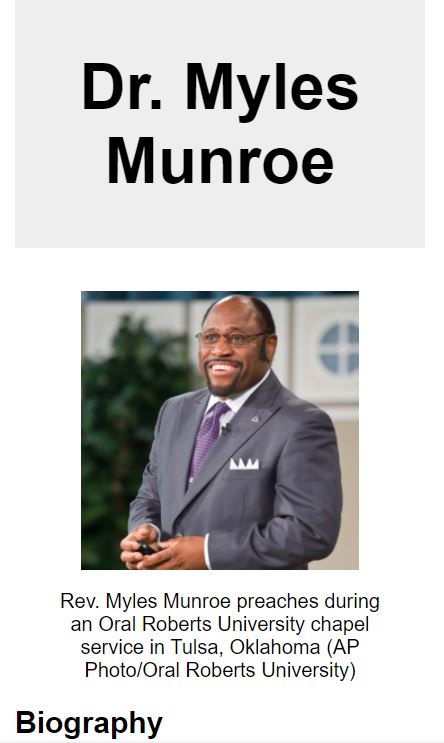 Dr. Myles
Munroe
Rev. Myles Munroe preaches during
an Oral Roberts University chapel
service in Tulsa, Oklahoma (AP
Photo/Oral Roberts University)
Biography